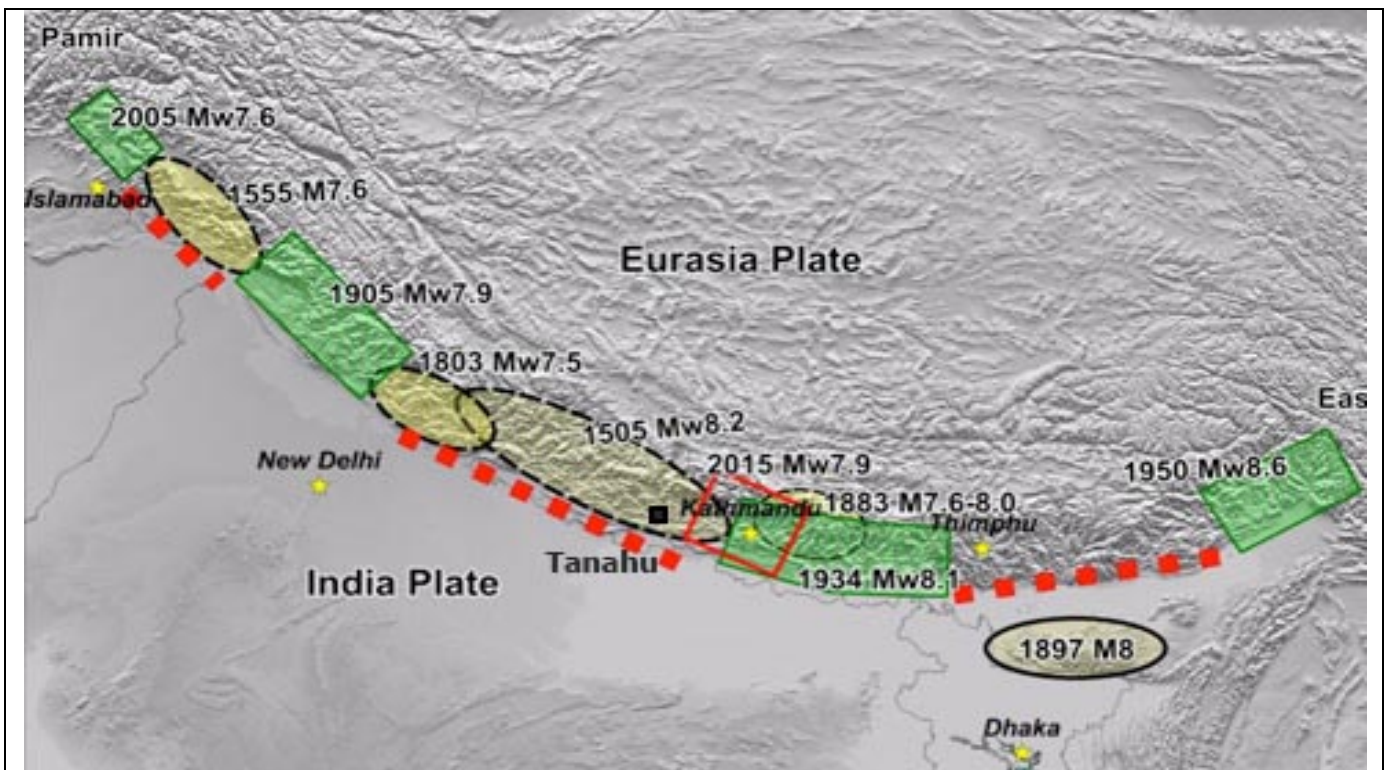 Pamir
2005 Mw7.6
Islamabad
1555 M7.6
Eurasia Plate
1905 Mw7.9
1803 Mw7.5
Eas
1505 Mw8.2
New Delhi
2015 Mw7.9
1950 Mw8.6
1883 M7.6-8.0
Kathmandu
Thimphu
Tanahu
India Plate
1934 Mw8.1
1897 M8
Dhaka